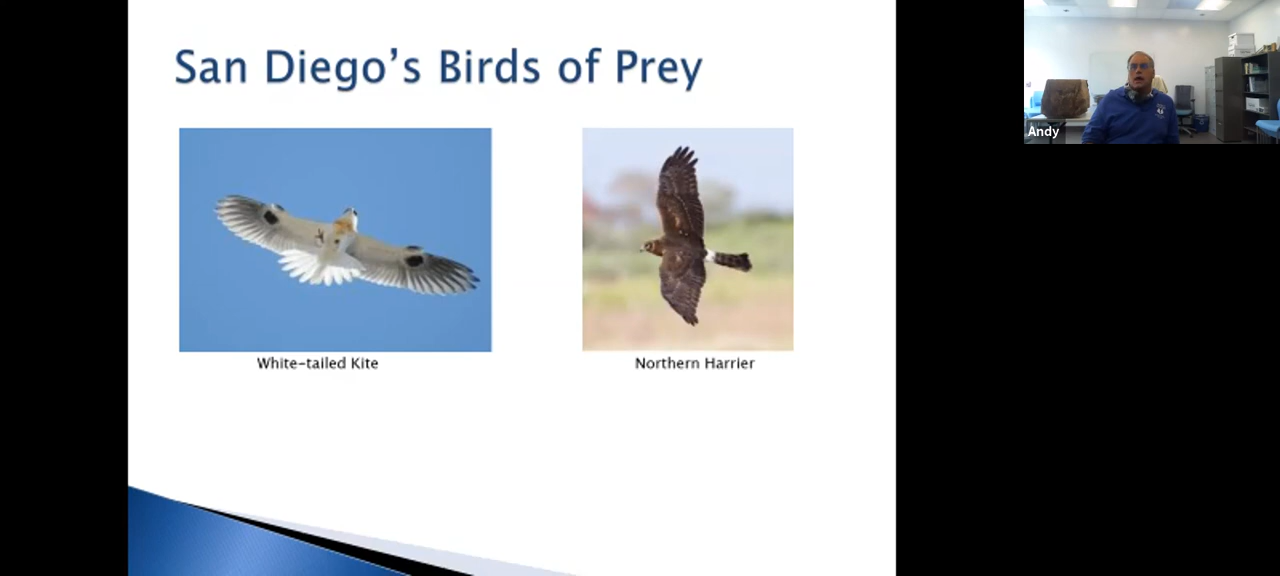 San Diego’s Birds of Prey
White-tailed Kite
Northern Harrier
Andy